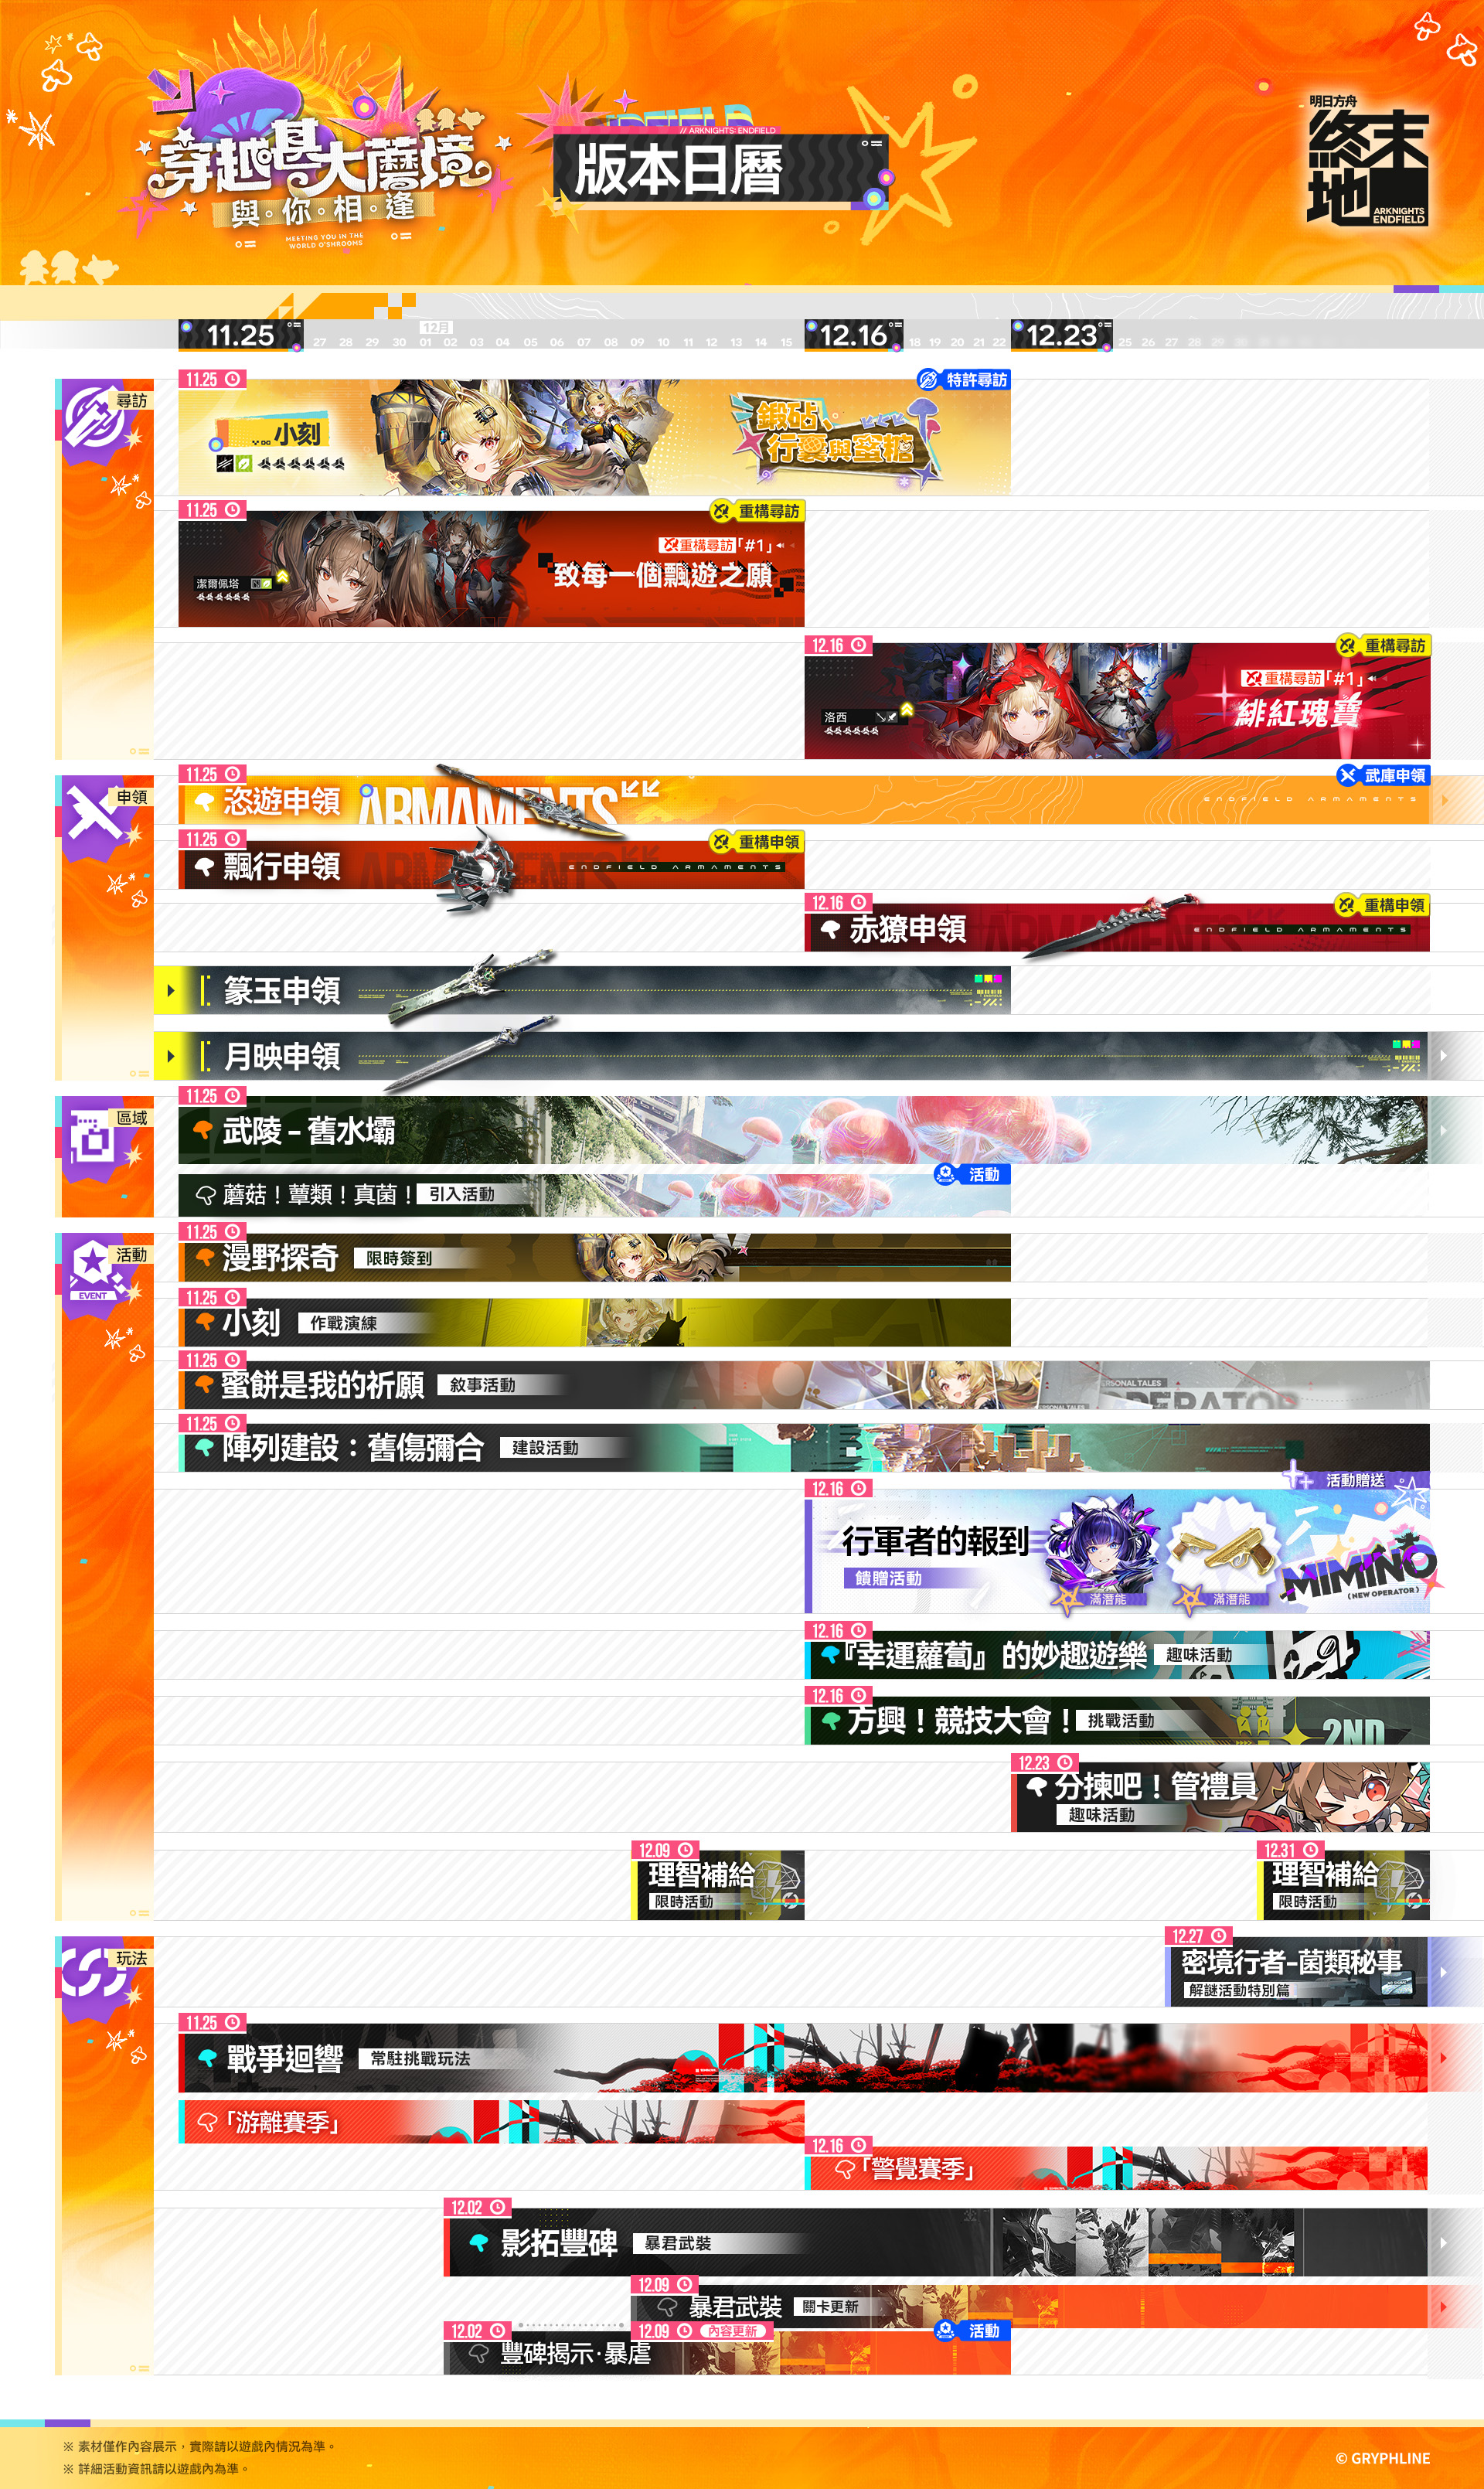 穿越甚大蘑境
與·你·相·逢
MEETING YOU IN THE
WORLD O'SHROOMS
// ARKNIGHTS: ENDFIELD
版本日曆
明日方舟
終末地
ARKNIGHTS
ENDFIELD
11.25 27 28 29 30 12月 01 02 03 04 05 06 07 08 09 10 11 12 13 14 15 12.16 18 19 20 21 22 12.23 25 26 27 28 29
尋訪
11.25
特許尋訪
小刻
鍛砧、
行囊與蜜糖
11.25
重構尋訪
重構尋訪「#1」
致每一個飄遊之願
潔爾佩塔
12.16
重構尋訪
重構尋訪「#1」
緋紅瑰寶
洛西
申領
11.25
武庫申領
恣遊申領
ARMAMENTS
ENDFIELD ARMAMENTS
11.25
重構申領
飄行申領
ARMAMENTS
ENDFIELD ARMAMENTS
12.16
重構申領
赤獠申領
ARMAMENTS
ENDFIELD ARMAMENTS
篆玉申領
月映申領
區域
11.25
武陵－舊水壩
活動
蘑菇！蕈類！真菌！ 引入活動
活動
EVENT
11.25
漫野探奇 限時簽到
11.25
小刻 作戰演練
11.25
蜜餅是我的祈願 敘事活動
PERSONAL TALES
OPERATOR
11.25
陣列建設：舊傷彌合 建設活動
12.16
活動贈送
行軍者的報到
饋贈活動
滿潛能
滿潛能
MIMINO
(NEW OPERATOR)
12.16
『幸運蘿蔔』的妙趣遊樂 趣味活動
12.16
方興！競技大會！ 挑戰活動
2ND
12.23
分揀吧！管禮員
趣味活動
12.09
理智補給
限時活動
12.31
理智補給
限時活動
玩法
12.27
密境行者-菌類秘事
解謎活動特別篇
11.25
戰爭迴響 常駐挑戰玩法
「游離賽季」
12.16
「警覺賽季」
12.02
影拓豐碑 暴君武裝
12.09
暴君武裝 關卡更新
12.02
12.09 內容更新
活動
豐碑揭示·暴虐
※ 素材僅作內容展示，實際請以遊戲內情況為準。
※ 詳細活動資訊請以遊戲內為準。
© GRYPHLINE